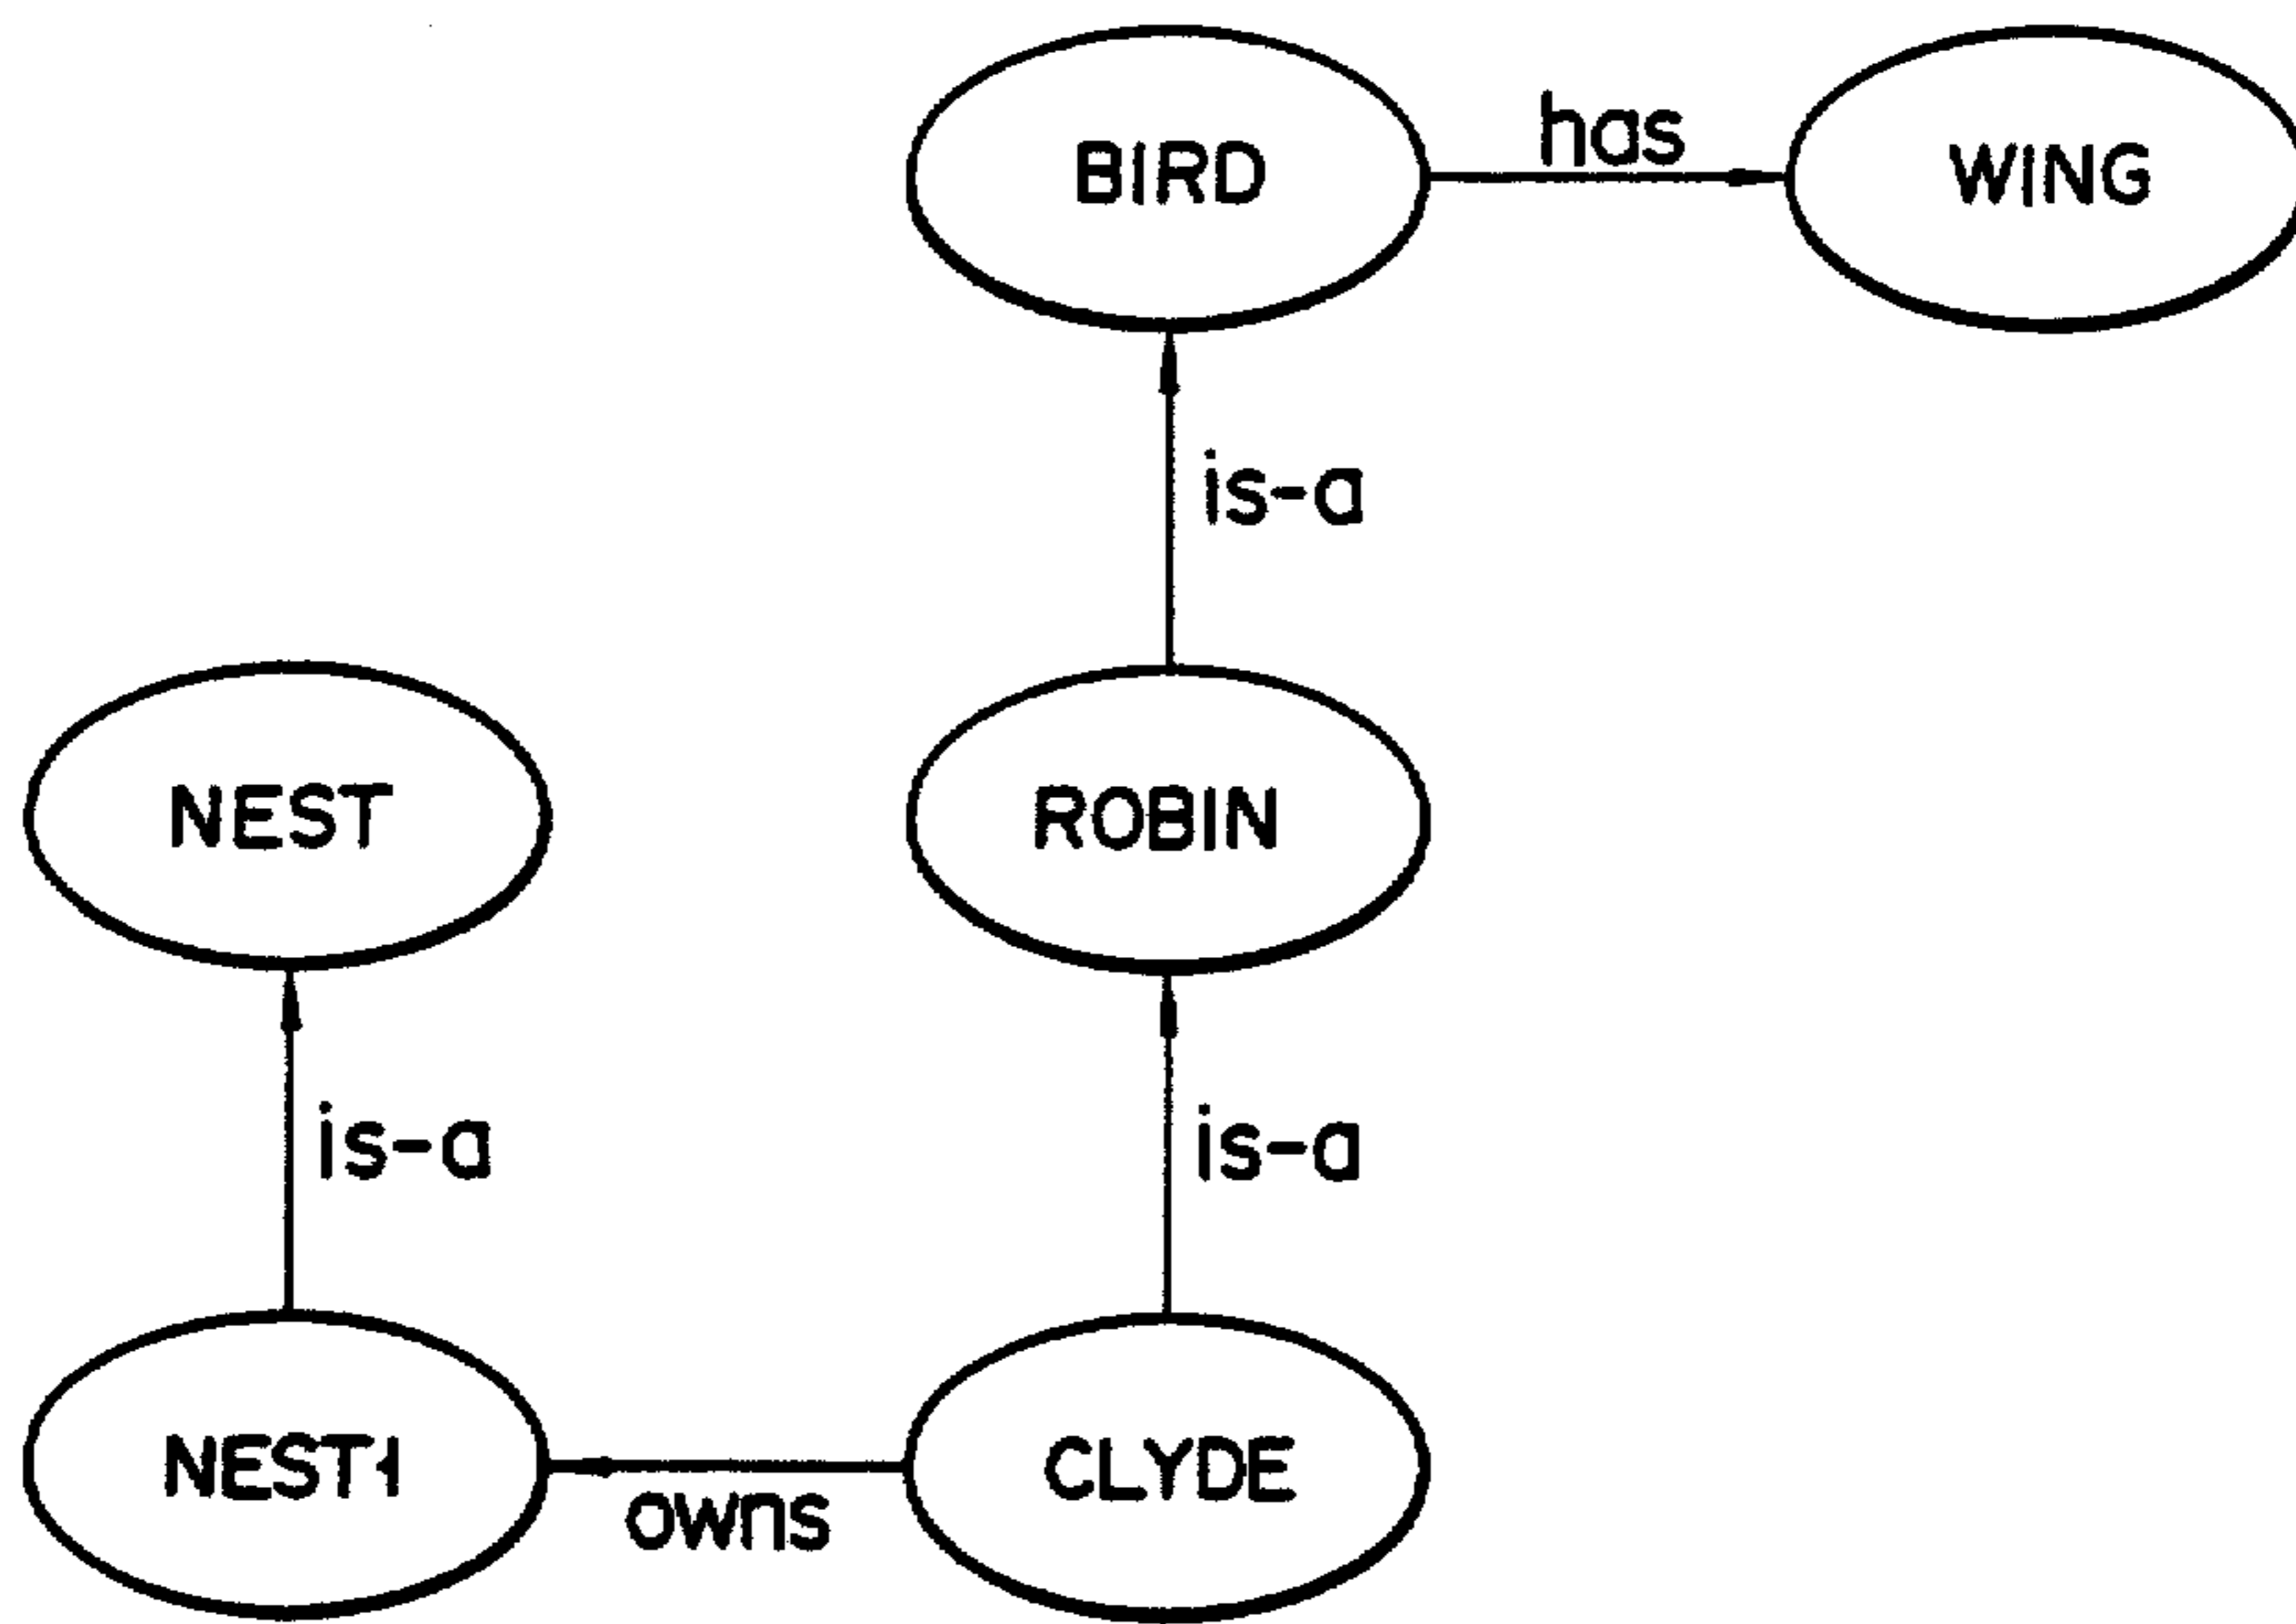 BIRD
has
WING
is-a
NEST
ROBIN
is-a
is-a
NEST1
owns
CLYDE